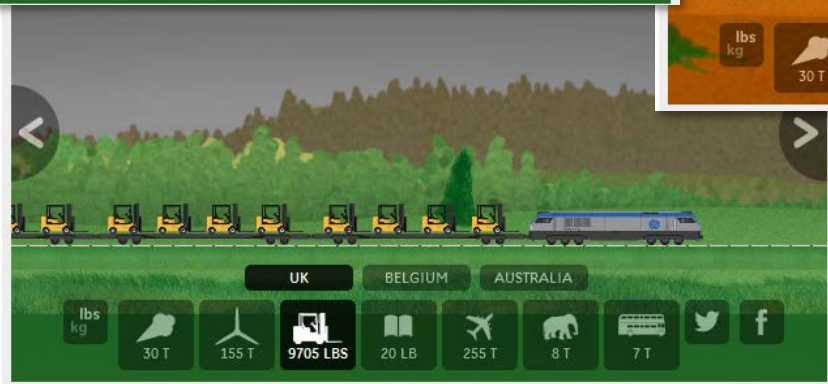 lbs
kg
30 T
UK BELGIUM AUSTRALIA
lbs
kg
30 T 155 T 9705 LBS 20 LB 255 T 8 T 7 T